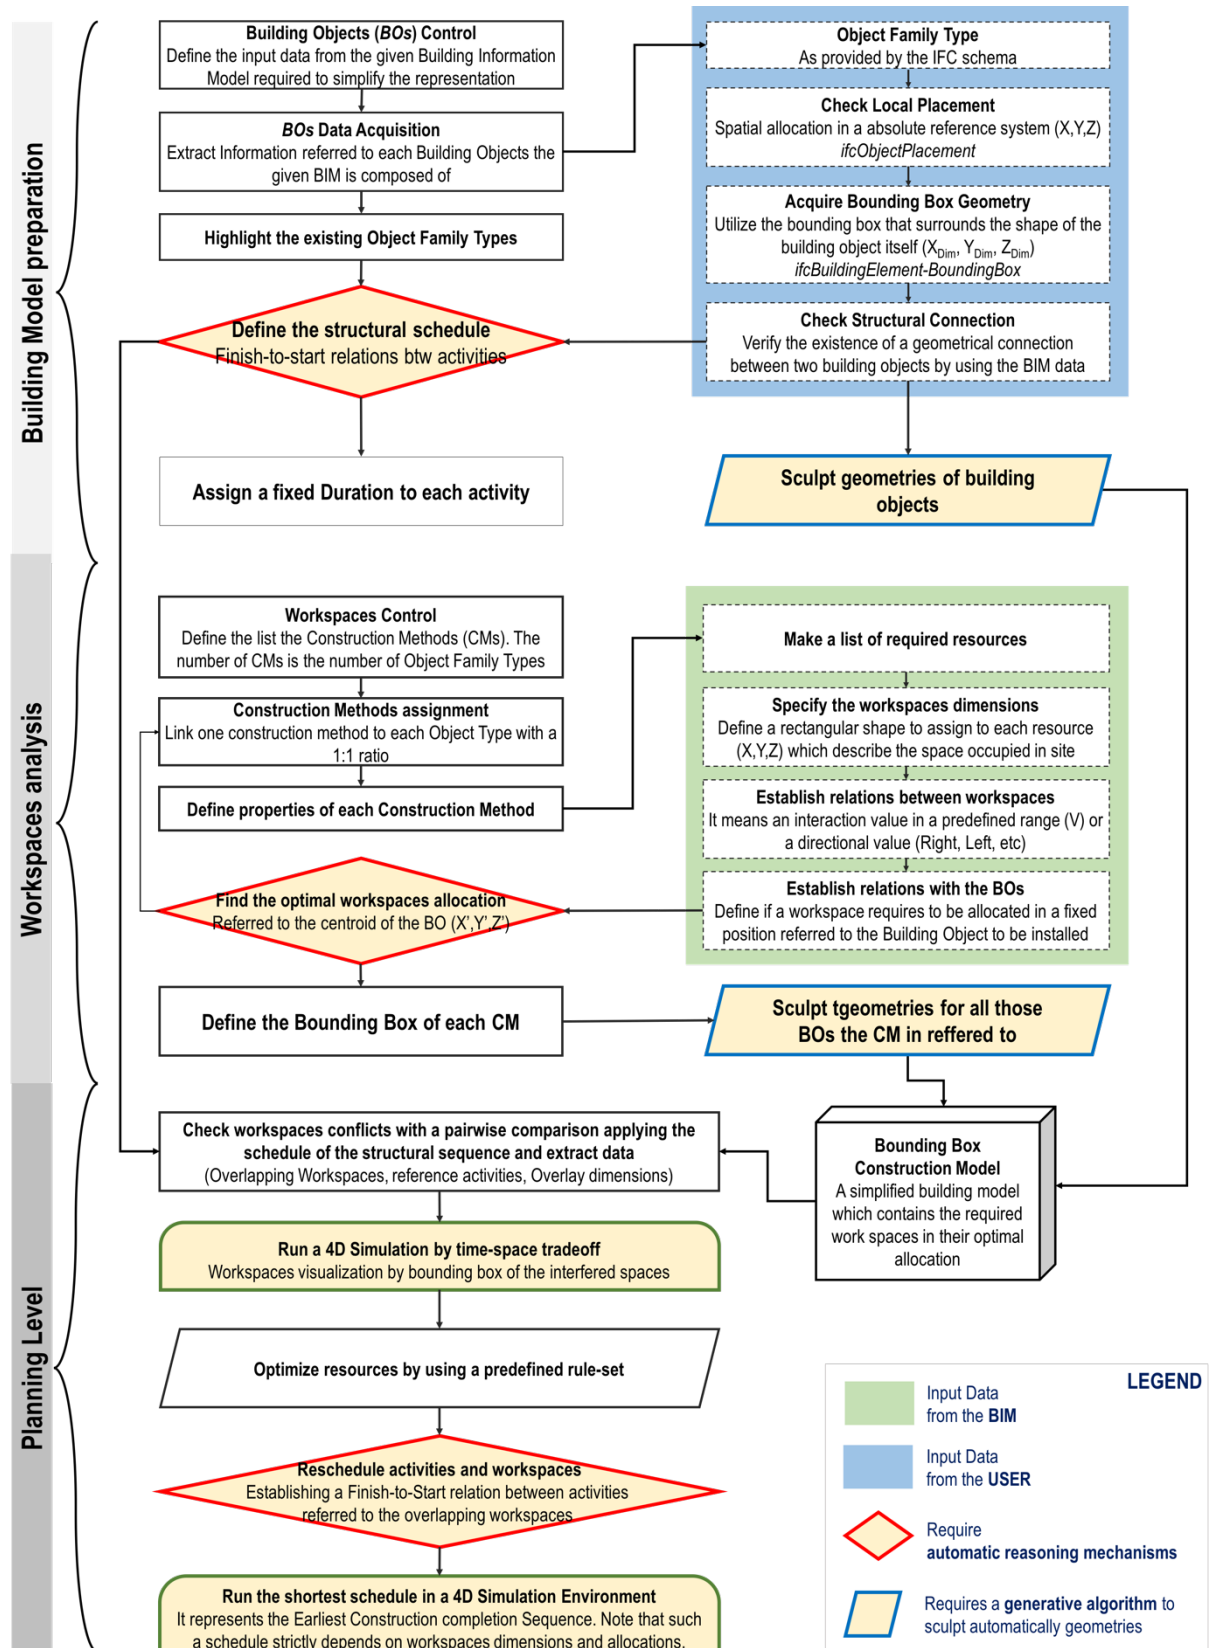 Building Model preparation
Building Objects (BOs) Control
Define the input data from the given Building Information
Model required to simplify the representation
BOs Data Acquisition
Extract Information referred to each Building Objects the
given BIM is composed of
Highlight the existing Object Family Types
Define the structural schedule
Finish-to-start relations btw activities
Assign a fixed Duration to each activity
Object Family Type
As provided by the IFC schema
Check Local Placement
Spatial allocation in a absolute reference system (X,Y,Z)
ifcObjectPlacement
Acquire Bounding Box Geometry
Utilize the bounding box that surrounds the shape of the
building object itself (XDim, YDim, ZDim)
ifcBuildingElement-BoundingBox
Check Structural Connection
Verify the existence of a geometrical connection
between two building objects by using the BIM data
Sculpt geometries of building
objects
Workspaces analysis
Workspaces Control
Define the list the Construction Methods (CMs). The
number of CMs is the number of Object Family Types
Construction Methods assignment
Link one construction method to each Object Type with a
1:1 ratio
Define properties of each Construction Method
Find the optimal workspaces allocation
Referred to the centroid of the BO (X',Y',Z')
Define the Bounding Box of each CM
Make a list of required resources
Specify the workspaces dimensions
Define a rectangular shape to assign to each resource
(X,Y,Z) which describe the space occupied in site
Establish relations between workspaces
It means an interaction value in a predefined range (V) or
a directional value (Right, Left, etc)
Establish relations with the BOs
Define if a workspace requires to be allocated in a fixed
position referred to the Building Object to be installed
Sculpt tgeometries for all those
BOs the CM in reffered to
Planning Level
Check workspaces conflicts with a pairwise comparison applying the
schedule of the structural sequence and extract data
(Overlapping Workspaces, reference activities, Overlay dimensions)
Bounding Box
Construction Model
A simplified building model
which contains the required
work spaces in their optimal
allocation
Run a 4D Simulation by time-space tradeoff
Workspaces visualization by bounding box of the interfered spaces
Optimize resources by using a predefined rule-set
Reschedule activities and workspaces
Establishing a Finish-to-Start relation between activities
referred to the overlapping workspaces
Run the shortest schedule in a 4D Simulation Environment
It represents the Earliest Construction completion Sequence. Note that such
a schedule strictly depends on workspaces dimensions and allocations.
LEGEND
Input Data
from the BIM
Input Data
from the USER
Require
automatic reasoning mechanisms
Requires a generative algorithm to
sculpt automatically geometries